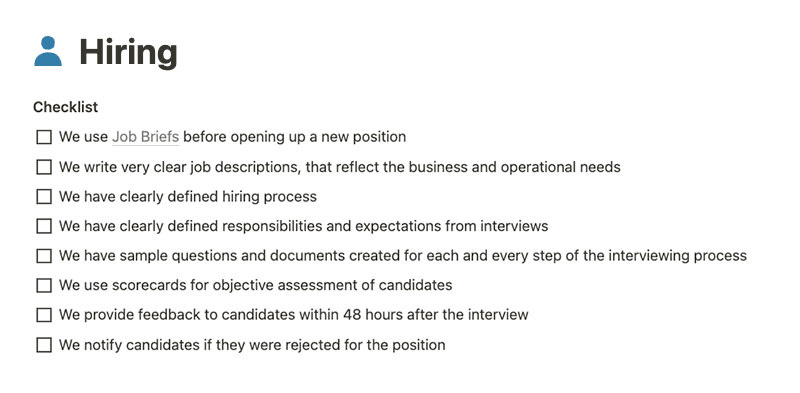 Hiring
Checklist
We use Job Briefs before opening up a new position
We write very clear job descriptions, that reflect the business and operational needs
We have clearly defined hiring process
We have clearly defined responsibilities and expectations from interviews
We have sample questions and documents created for each and every step of the interviewing process
We use scorecards for objective assessment of candidates
We provide feedback to candidates within 48 hours after the interview
We notify candidates if they were rejected for the position